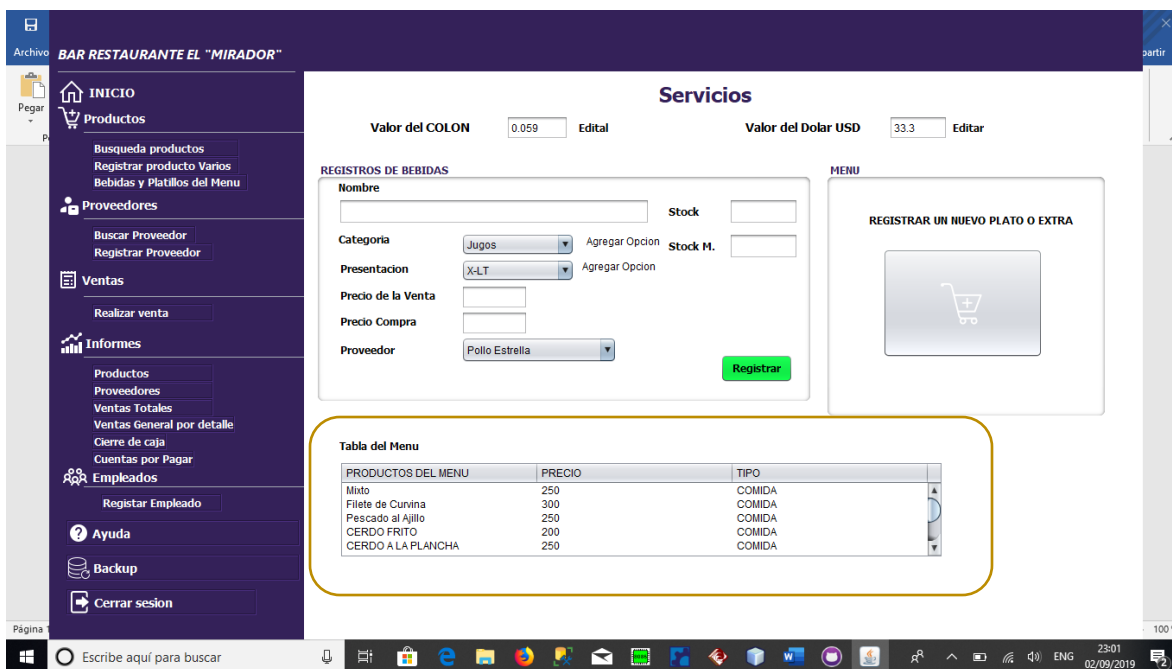 Archivo
BAR RESTAURANTE EL "MIRADOR"
partir
Pegar
INICIO
Productos
Busqueda productos
Registrar producto Varios
Bebidas y Platillos del Menu
Proveedores
Buscar Proveedor
Registrar Proveedor
Ventas
Realizar venta
Informes
Productos
Proveedores
Ventas Totales
Ventas General por detalle
Cierre de caja
Cuentas por Pagar
Empleados
Registar Empleado
Ayuda
Backup
Cerrar sesion
Servicios
Valor del COLON 0.059 Edital Valor del Dolar USD 33.3 Editar
REGISTROS DE BEBIDAS
Nombre
Stock
Categoria Jugos Agregar Opcion Stock M.
Presentacion X-LT Agregar Opcion
Precio de la Venta
Precio Compra
Proveedor Pollo Estrella
Registrar
MENU
REGISTRAR UN NUEVO PLATO O EXTRA
Tabla del Menu
PRODUCTOS DEL MENU PRECIO TIPO
Mixto 250 COMIDA
Filete de Curvina 300 COMIDA
Pescado al Ajillo 250 COMIDA
CERDO FRITO 200 COMIDA
CERDO A LA PLANCHA 250 COMIDA
Página 1
100
Escribe aquí para buscar
ENG
23:01
02/09/2019